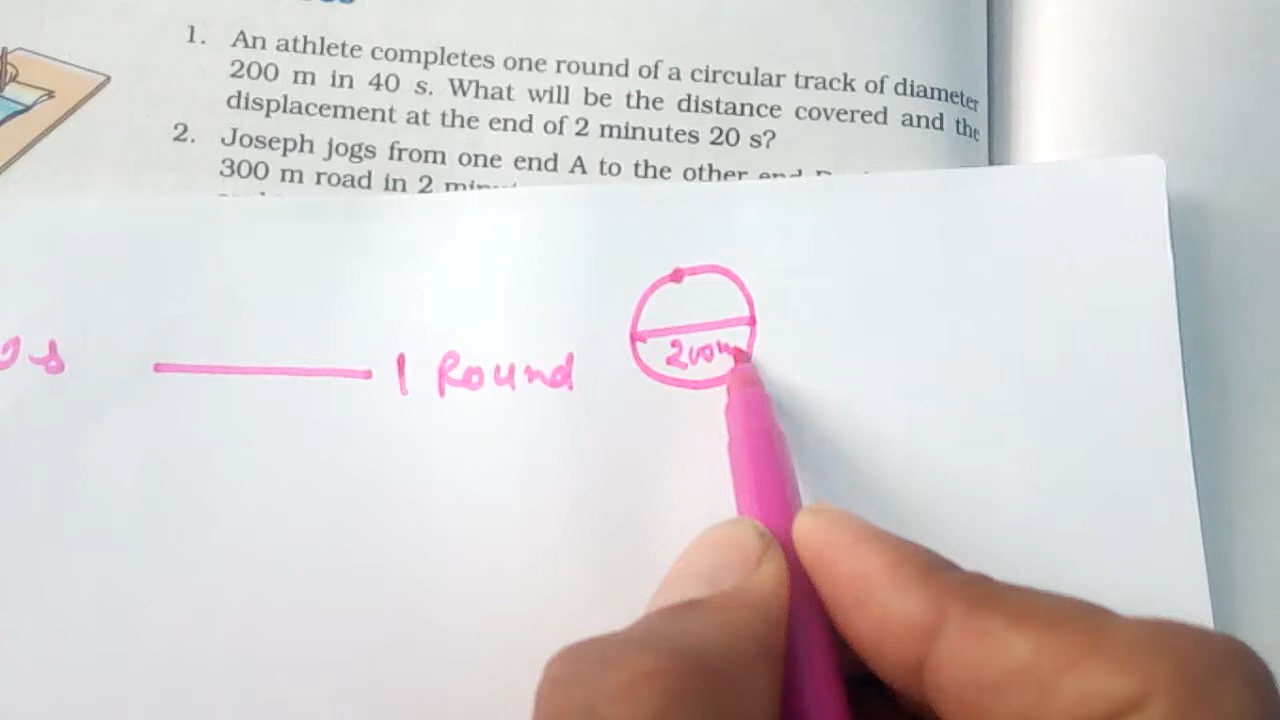 1. An athlete completes one round of a circular track of diameter
200 m in 40 s. What will be the distance covered and the
displacement at the end of 2 minutes 20 s?
2. Joseph jogs from one end A to the other end
300 m road in 2
s
1 Round
200m